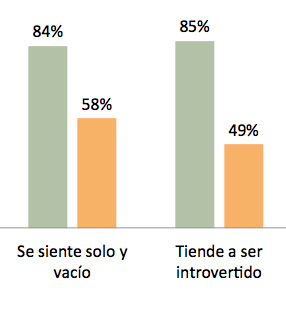 84%
58%
85%
49%
Se siente solo y
vacío
Tiende a ser
introvertido